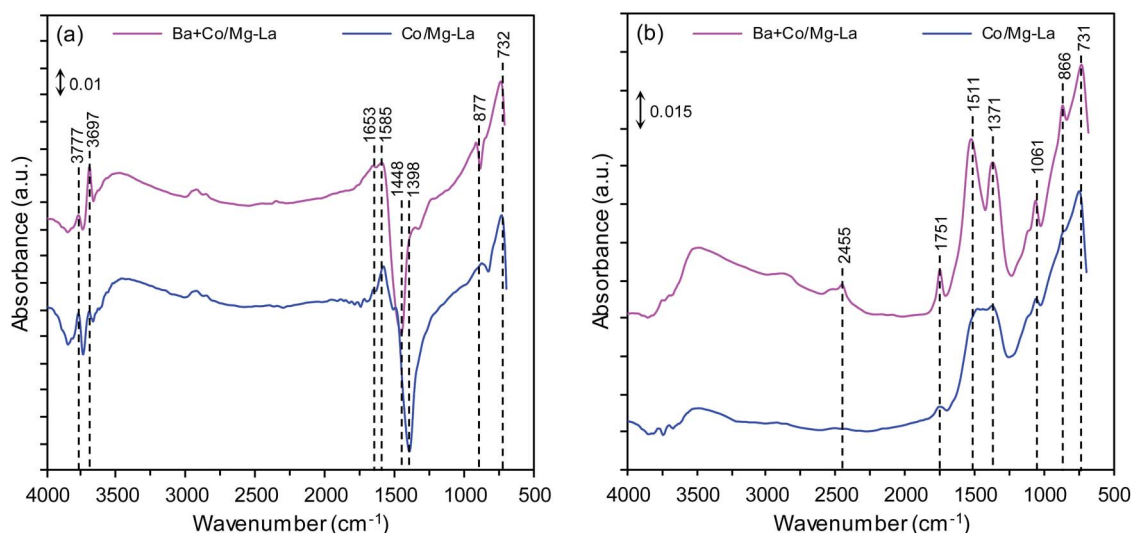 (a)
Ba+Co/Mg-La
Co/Mg-La
0.01
3777
3697
1653
1585
1448
1398
877
732
Absorbance (a.u.)
4000 3500 3000 2500 2000 1500 1000 500
Wavenumber (cm⁻¹)
(b)
Ba+Co/Mg-La
Co/Mg-La
0.015
2455
1751
1511
1371
1061
866
731
Absorbance (a.u.)
4000 3500 3000 2500 2000 1500 1000 500
Wavenumber (cm⁻¹)